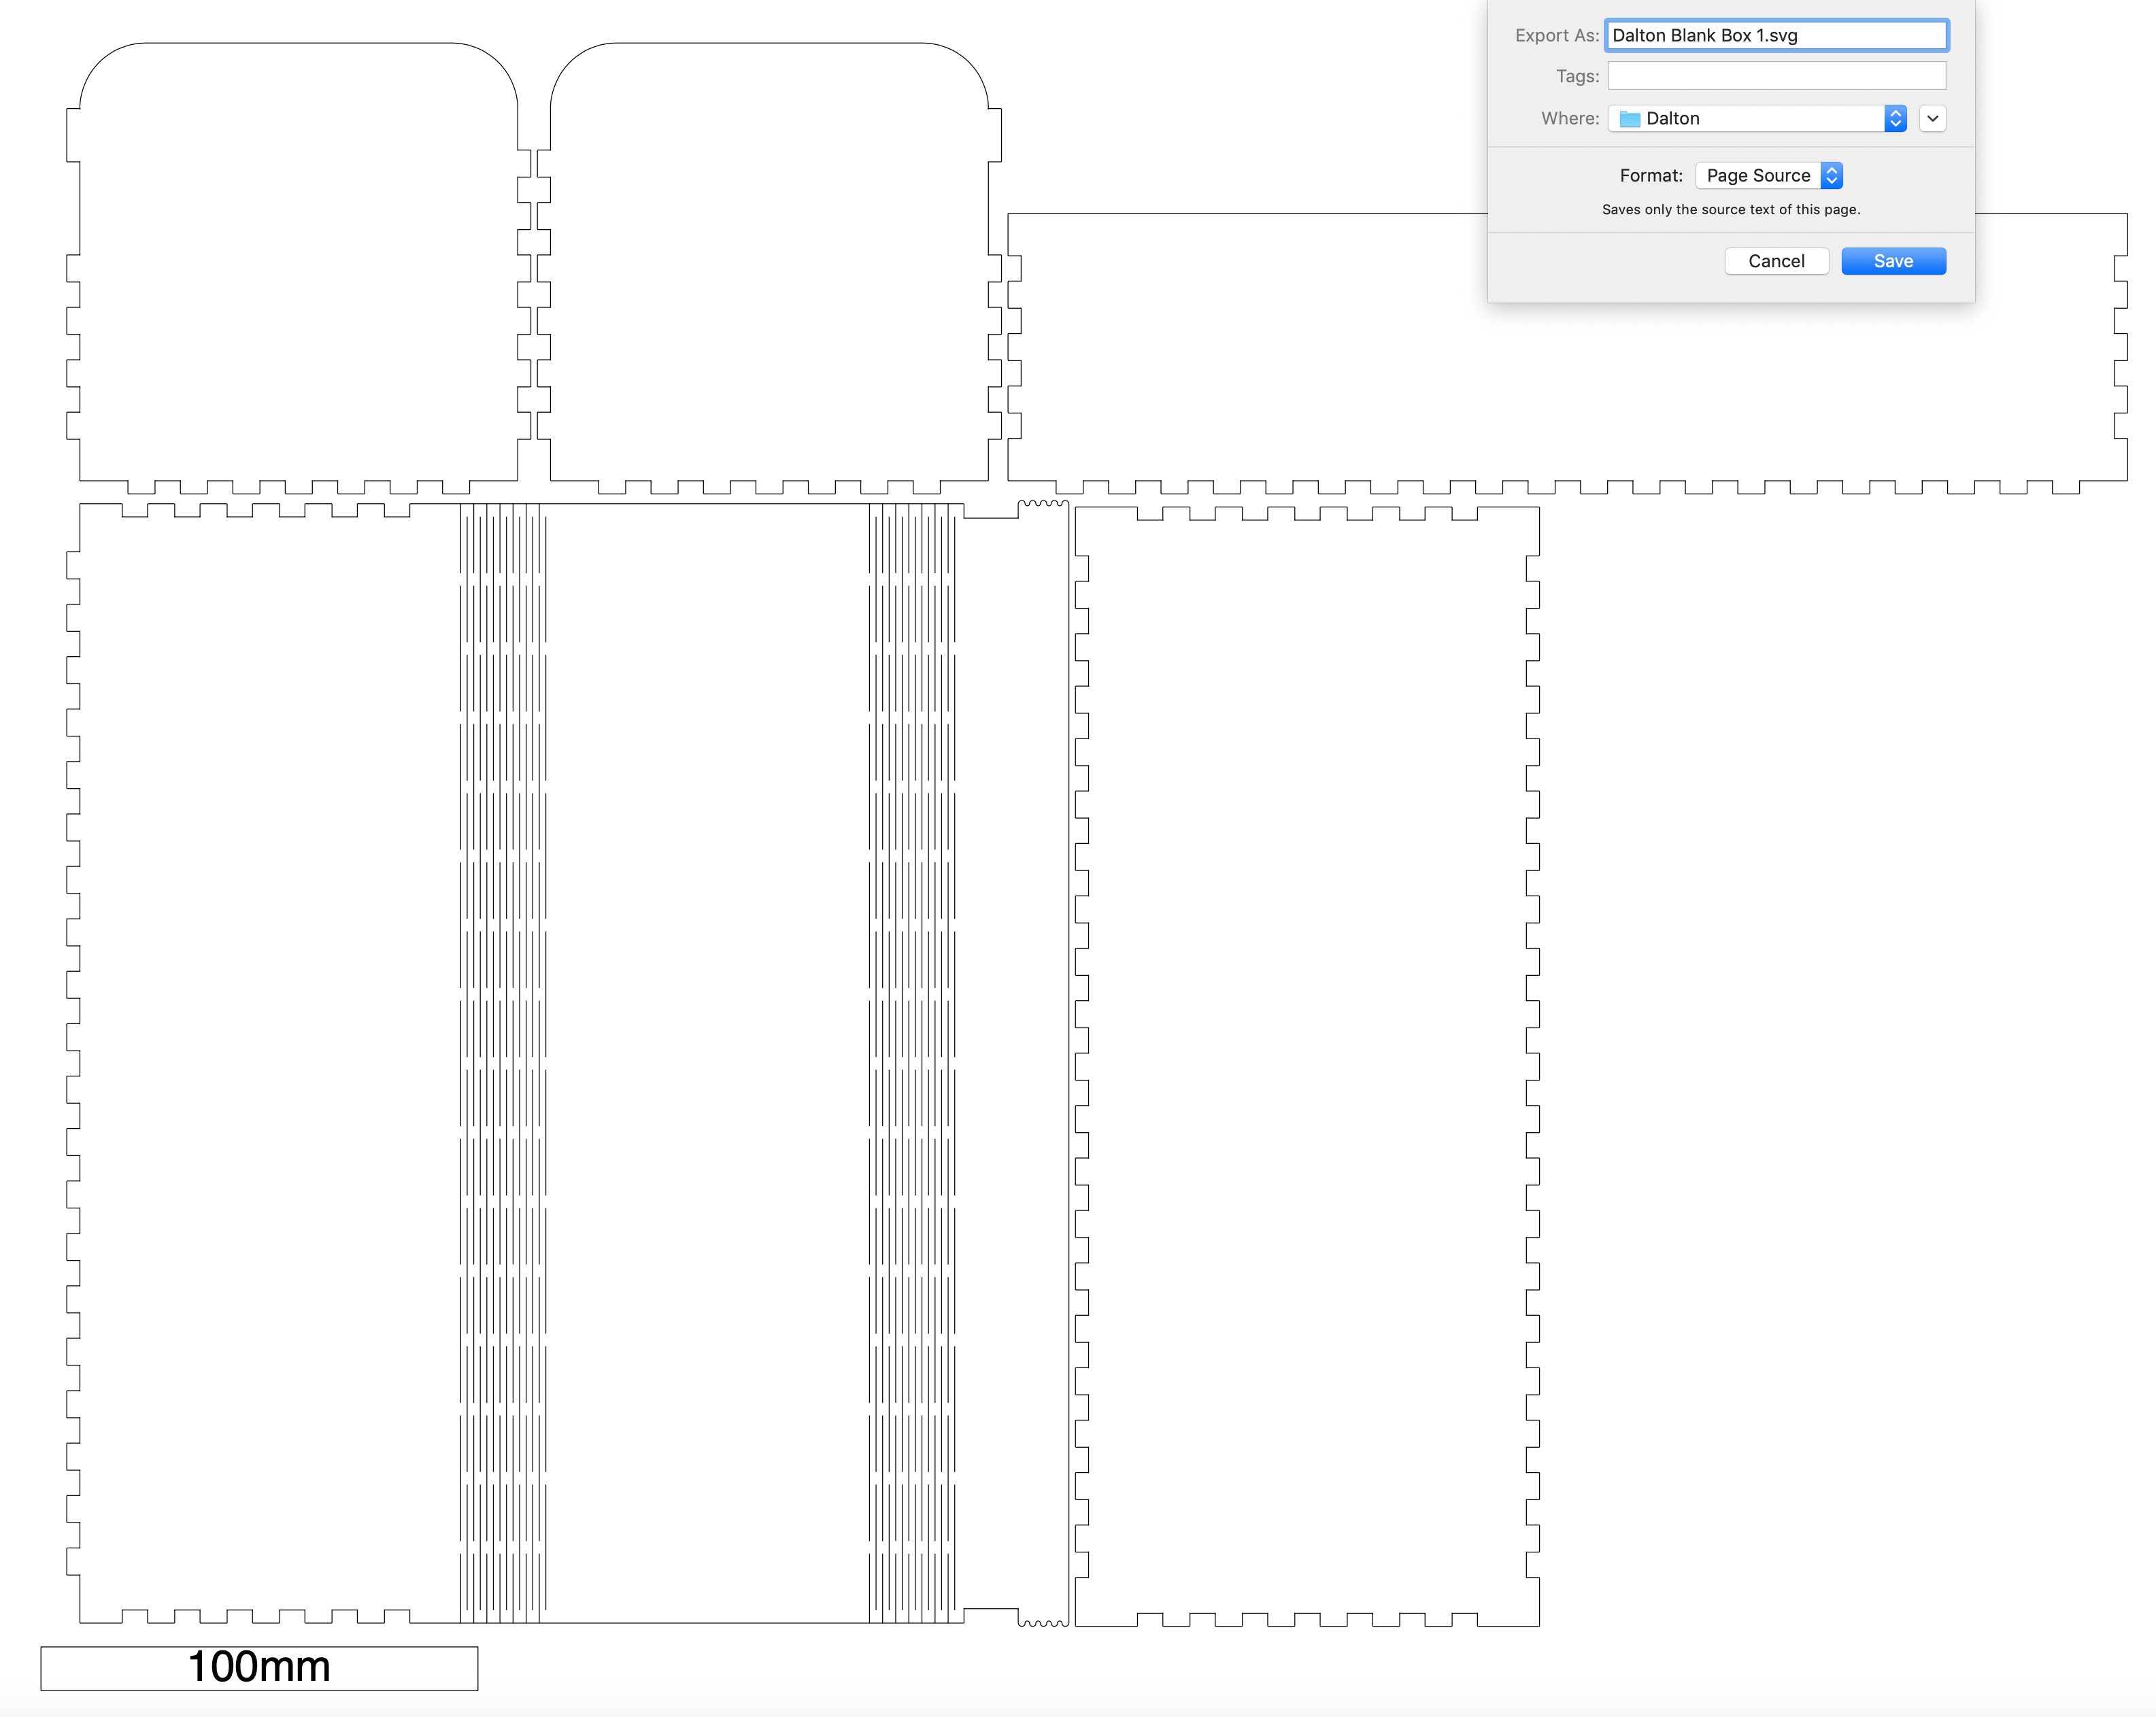 Export As: Dalton Blank Box 1.svg
Tags:
Where: Dalton
Format: Page Source
Saves only the source text of this page.
Cancel Save
100mm